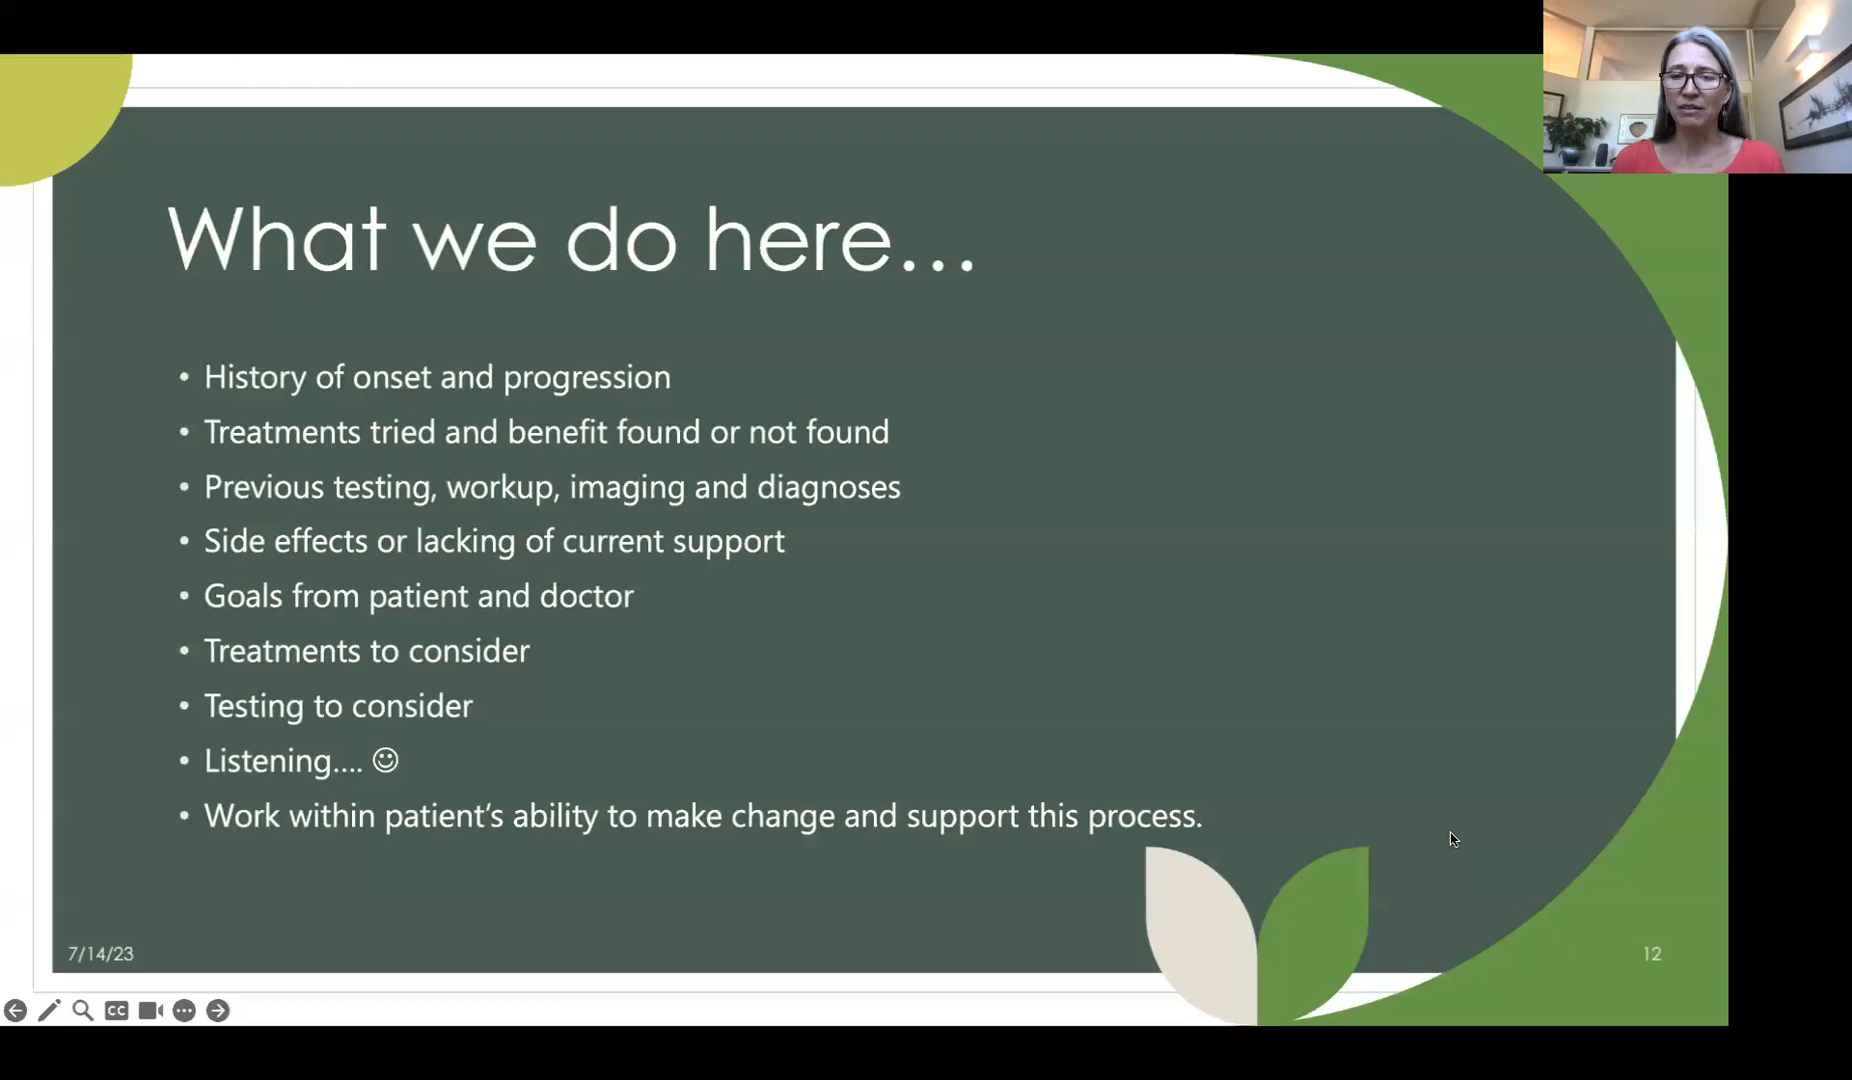 What we do here...
• History of onset and progression
• Treatments tried and benefit found or not found
• Previous testing, workup, imaging and diagnoses
• Side effects or lacking of current support
• Goals from patient and doctor
• Treatments to consider
• Testing to consider
• Listening.... ☺
• Work within patient’s ability to make change and support this process.
7/14/23
12
CC